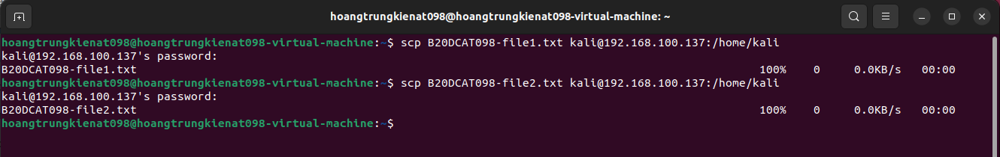 hoangtrungkienat098@hoangtrungkienat098-virtual-machine: ~
hoangtrungkienat098@hoangtrungkienat098-virtual-machine:~$ scp B20DCAT098-file1.txt kali@192.168.100.137:/home/kali
kali@192.168.100.137's password:
B20DCAT098-file1.txt 100% 0 0.0KB/s 00:00
hoangtrungkienat098@hoangtrungkienat098-virtual-machine:~$ scp B20DCAT098-file2.txt kali@192.168.100.137:/home/kali
kali@192.168.100.137's password:
B20DCAT098-file2.txt 100% 0 0.0KB/s 00:00
hoangtrungkienat098@hoangtrungkienat098-virtual-machine:~$